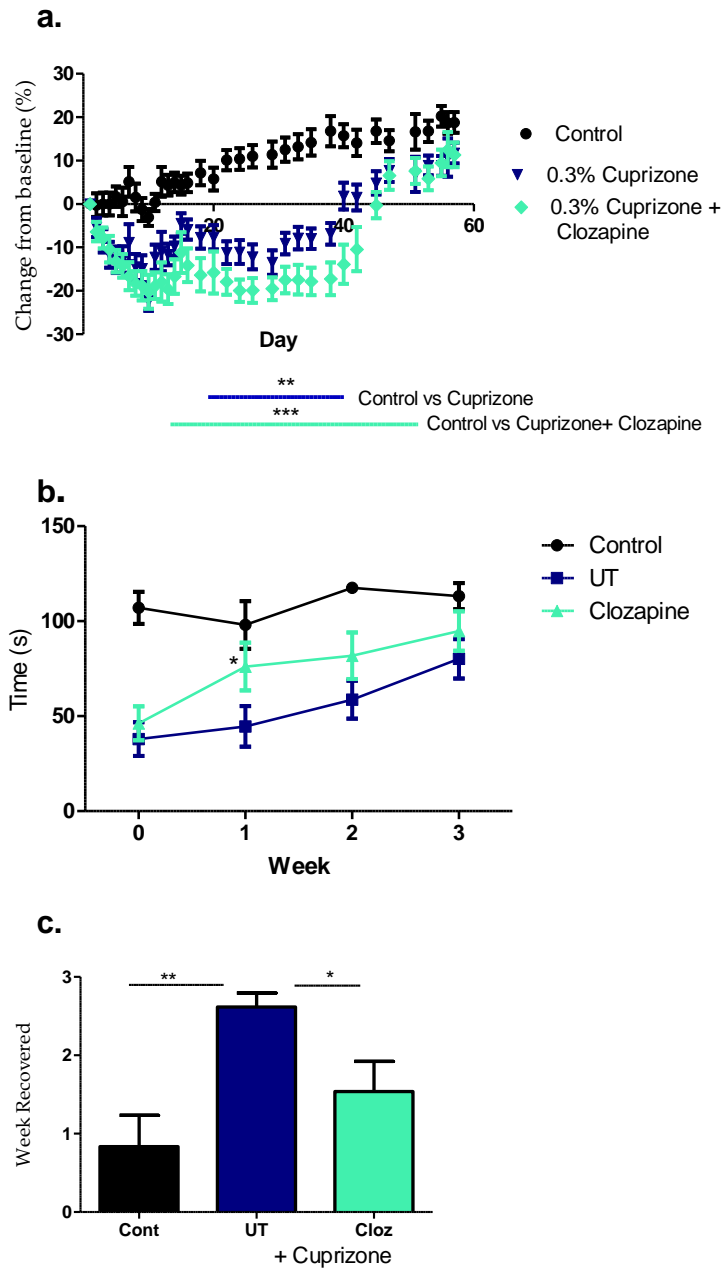 a.
Change from baseline (%)
30
20
10
0
-10
-20
-30
20
40
60
Day
Control
0.3% Cuprizone
0.3% Cuprizone +
Clozapine
**
Control vs Cuprizone
***
Control vs Cuprizone+ Clozapine
b.
Time (s)
150
100
50
0
*
0 1 2 3
Week
Control
UT
Clozapine
c.
Week Recovered
3
2
1
0
** *
Cont UT Cloz
+ Cuprizone